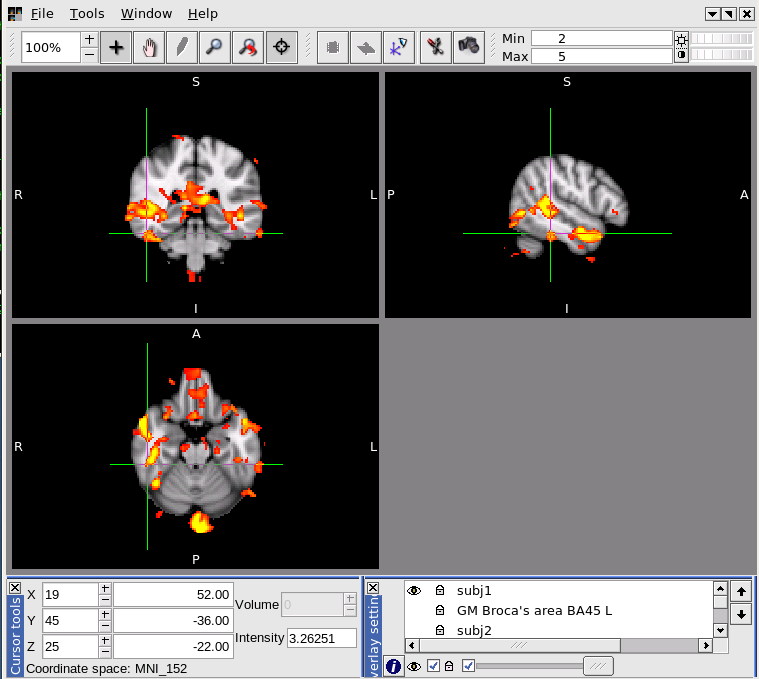 File Tools Window Help
100%
Min 2
Max 5
S
R
L
I
S
P
A
I
A
R
L
P
Cursor tools
X 19 52.00
Y 45 -36.00
Z 25 -22.00
Volume 0
Intensity 3.26251
Coordinate space: MNI_152
verlay settin
subj1
GM Broca's area BA45 L
subj2